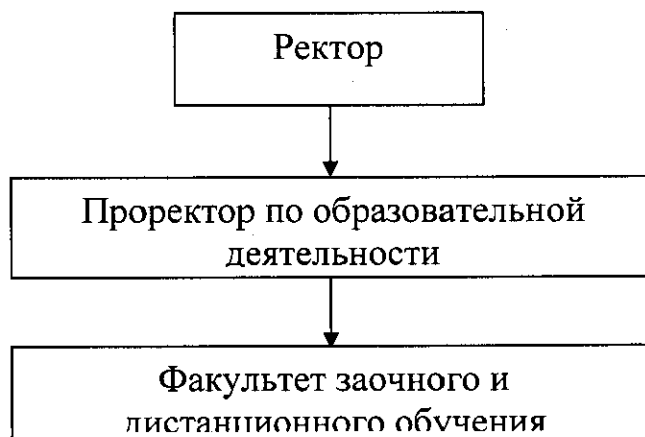 Ректор
Проректор по образовательной
деятельности
Факультет заочного и
дистанционного обучения